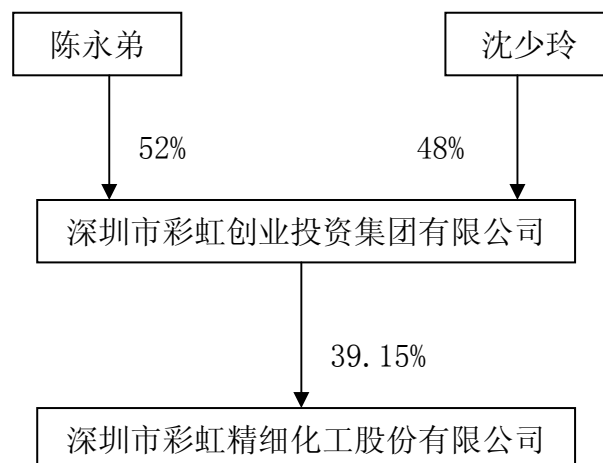 陈永弟
沈少玲
52%
48%
深圳市彩虹创业投资集团有限公司
39.15%
深圳市彩虹精细化工股份有限公司